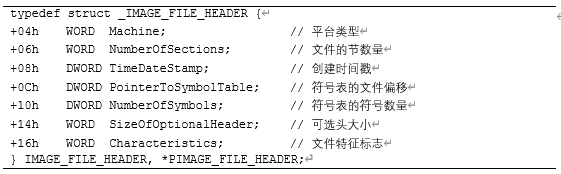 typedef struct _IMAGE_FILE_HEADER {
+04h WORD Machine; // 平台类型
+06h WORD NumberOfSections; // 文件的节数量
+08h DWORD TimeDateStamp; // 创建时间戳
+0Ch DWORD PointerToSymbolTable; // 符号表的文件偏移
+10h DWORD NumberOfSymbols; // 符号表的符号数量
+14h WORD SizeOfOptionalHeader; // 可选头大小
+16h WORD Characteristics; // 文件特征标志
} IMAGE_FILE_HEADER, *PIMAGE_FILE_HEADER;